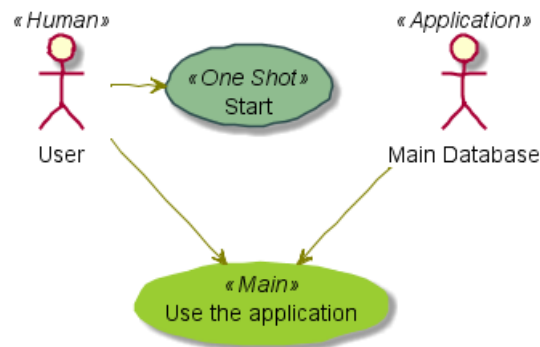 «Human»
User
«One Shot»
Start
«Application»
Main Database
«Main»
Use the application